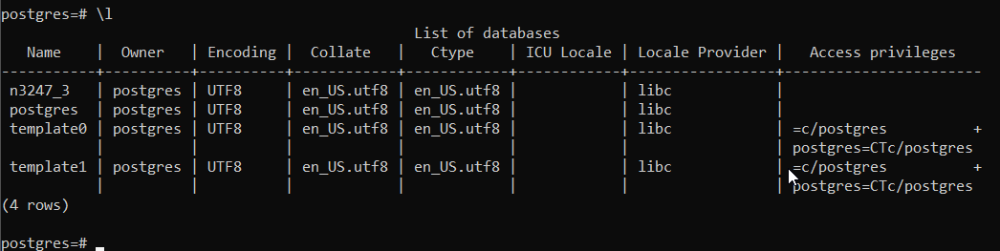 postgres=# \l
                                                 List of databases
   Name    |  Owner   | Encoding |  Collate   |   Ctype    | ICU Locale | Locale Provider |   Access privileges
-----------+----------+----------+------------+------------+------------+-----------------+-----------------------
 n3247_3   | postgres | UTF8     | en_US.utf8 | en_US.utf8 |            | libc            |
 postgres  | postgres | UTF8     | en_US.utf8 | en_US.utf8 |            | libc            |
 template0 | postgres | UTF8     | en_US.utf8 | en_US.utf8 |            | libc            | =c/postgres          +
           |          |          |            |            |            |                 | postgres=CTc/postgres
 template1 | postgres | UTF8     | en_US.utf8 | en_US.utf8 |            | libc            | =c/postgres          +
           |          |          |            |            |            |                 | postgres=CTc/postgres
(4 rows)

postgres=#